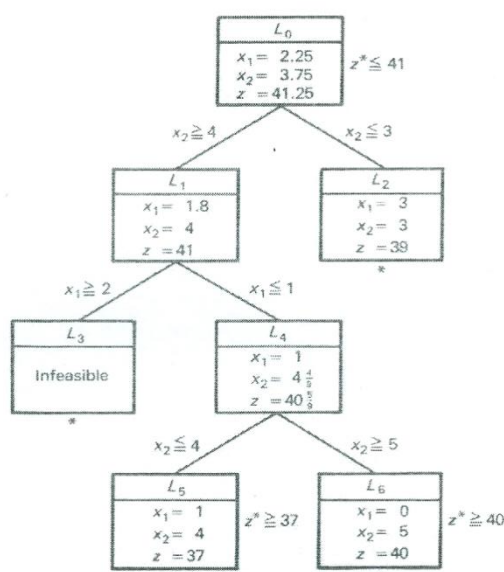 L₀
x₁ = 2.25
x₂ = 3.75
z = 41.25
z* ≦ 41
x₂ ≧ 4
x₂ ≦ 3
L₁
x₁ = 1.8
x₂ = 4
z = 41
L₂
x₁ = 3
x₂ = 3
z = 39
*
x₁ ≧ 2
x₁ ≦ 1
L₃
Infeasible
*
L₄
x₁ = 1
x₂ = 4 4/9
z = 40 5/9
x₂ ≦ 4
x₂ ≧ 5
L₅
x₁ = 1
x₂ = 4
z = 37
z* ≧ 37
L₆
x₁ = 0
x₂ = 5
z = 40
z* ≧ 40